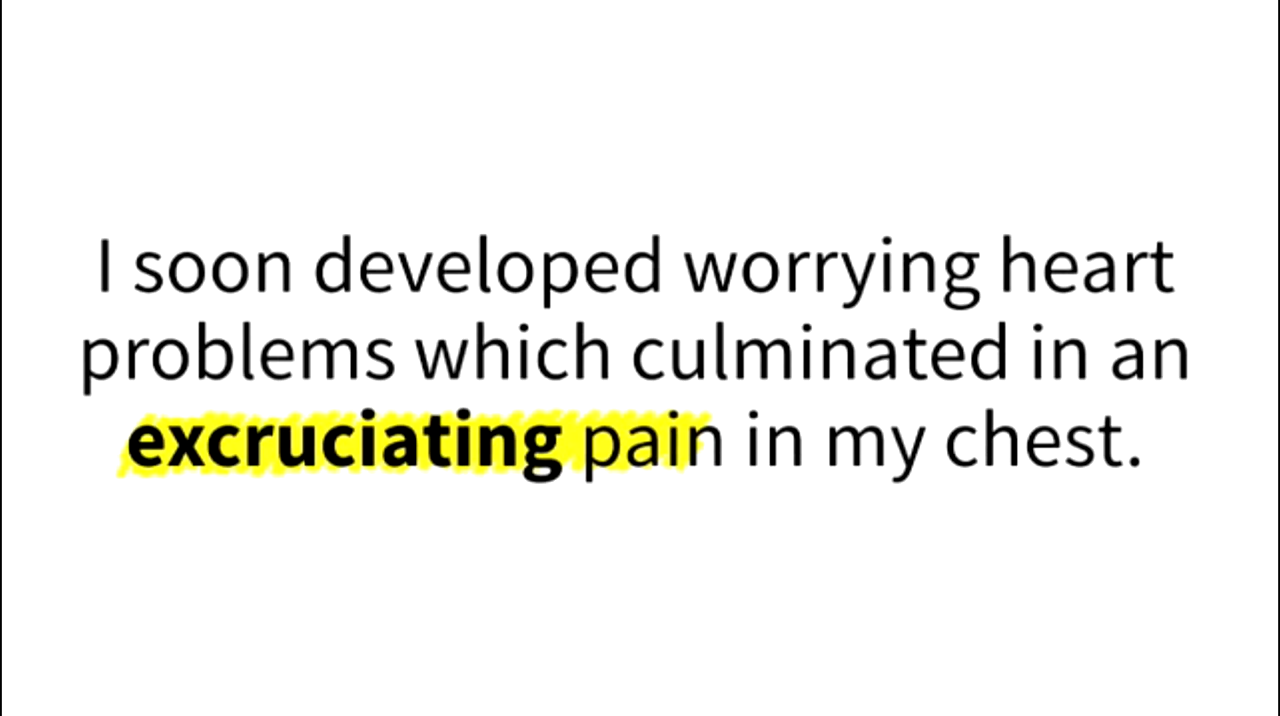 I soon developed worrying heart
problems which culminated in an
excruciating pain in my chest.